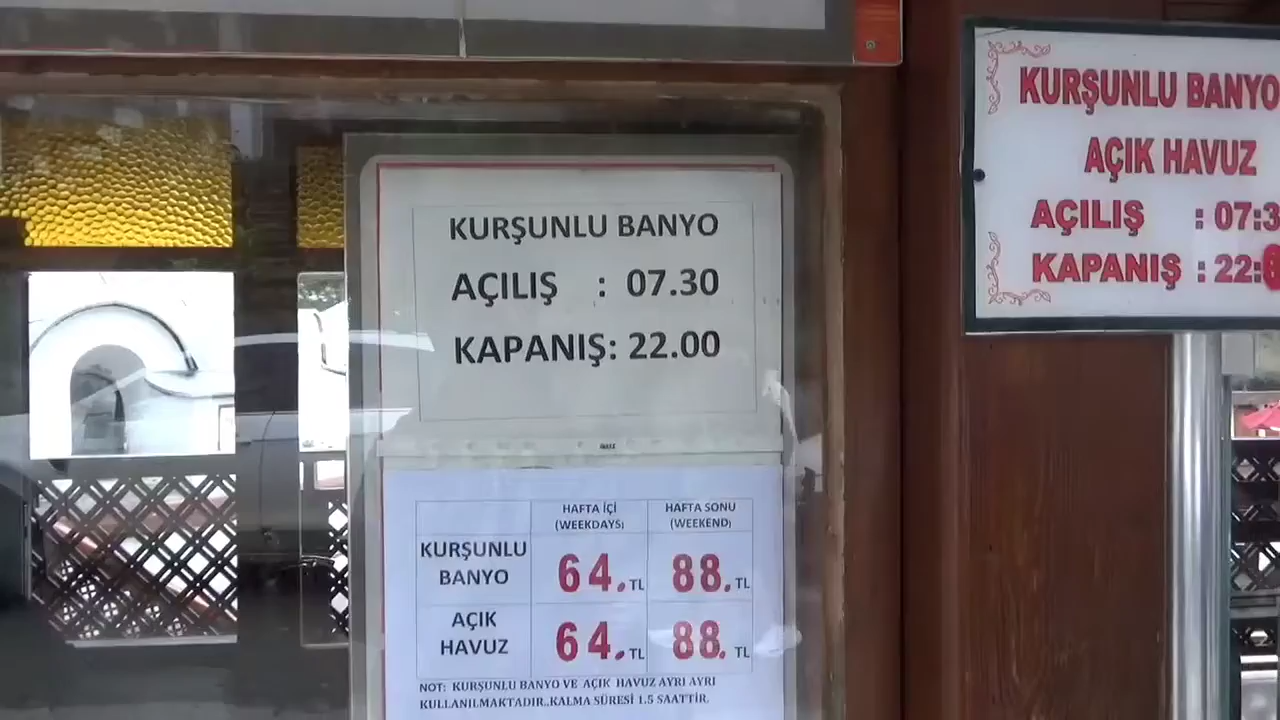 KURŞUNLU BANYO
AÇILIŞ : 07.30
KAPANIŞ: 22.00
HAFTA İÇİ (WEEKDAYS)
HAFTA SONU (WEEKEND)
KURŞUNLU BANYO
64.TL
88.TL
AÇIK HAVUZ
64.TL
88.TL
NOT: KURŞUNLU BANYO VE AÇIK HAVUZ AYRI AYRI
KULLANILMAKTADIR..KALMA SÜRESİ 1.5 SAATTİR.
KURŞUNLU BANYO
AÇIK HAVUZ
AÇILIŞ : 07:3
KAPANIŞ : 22: